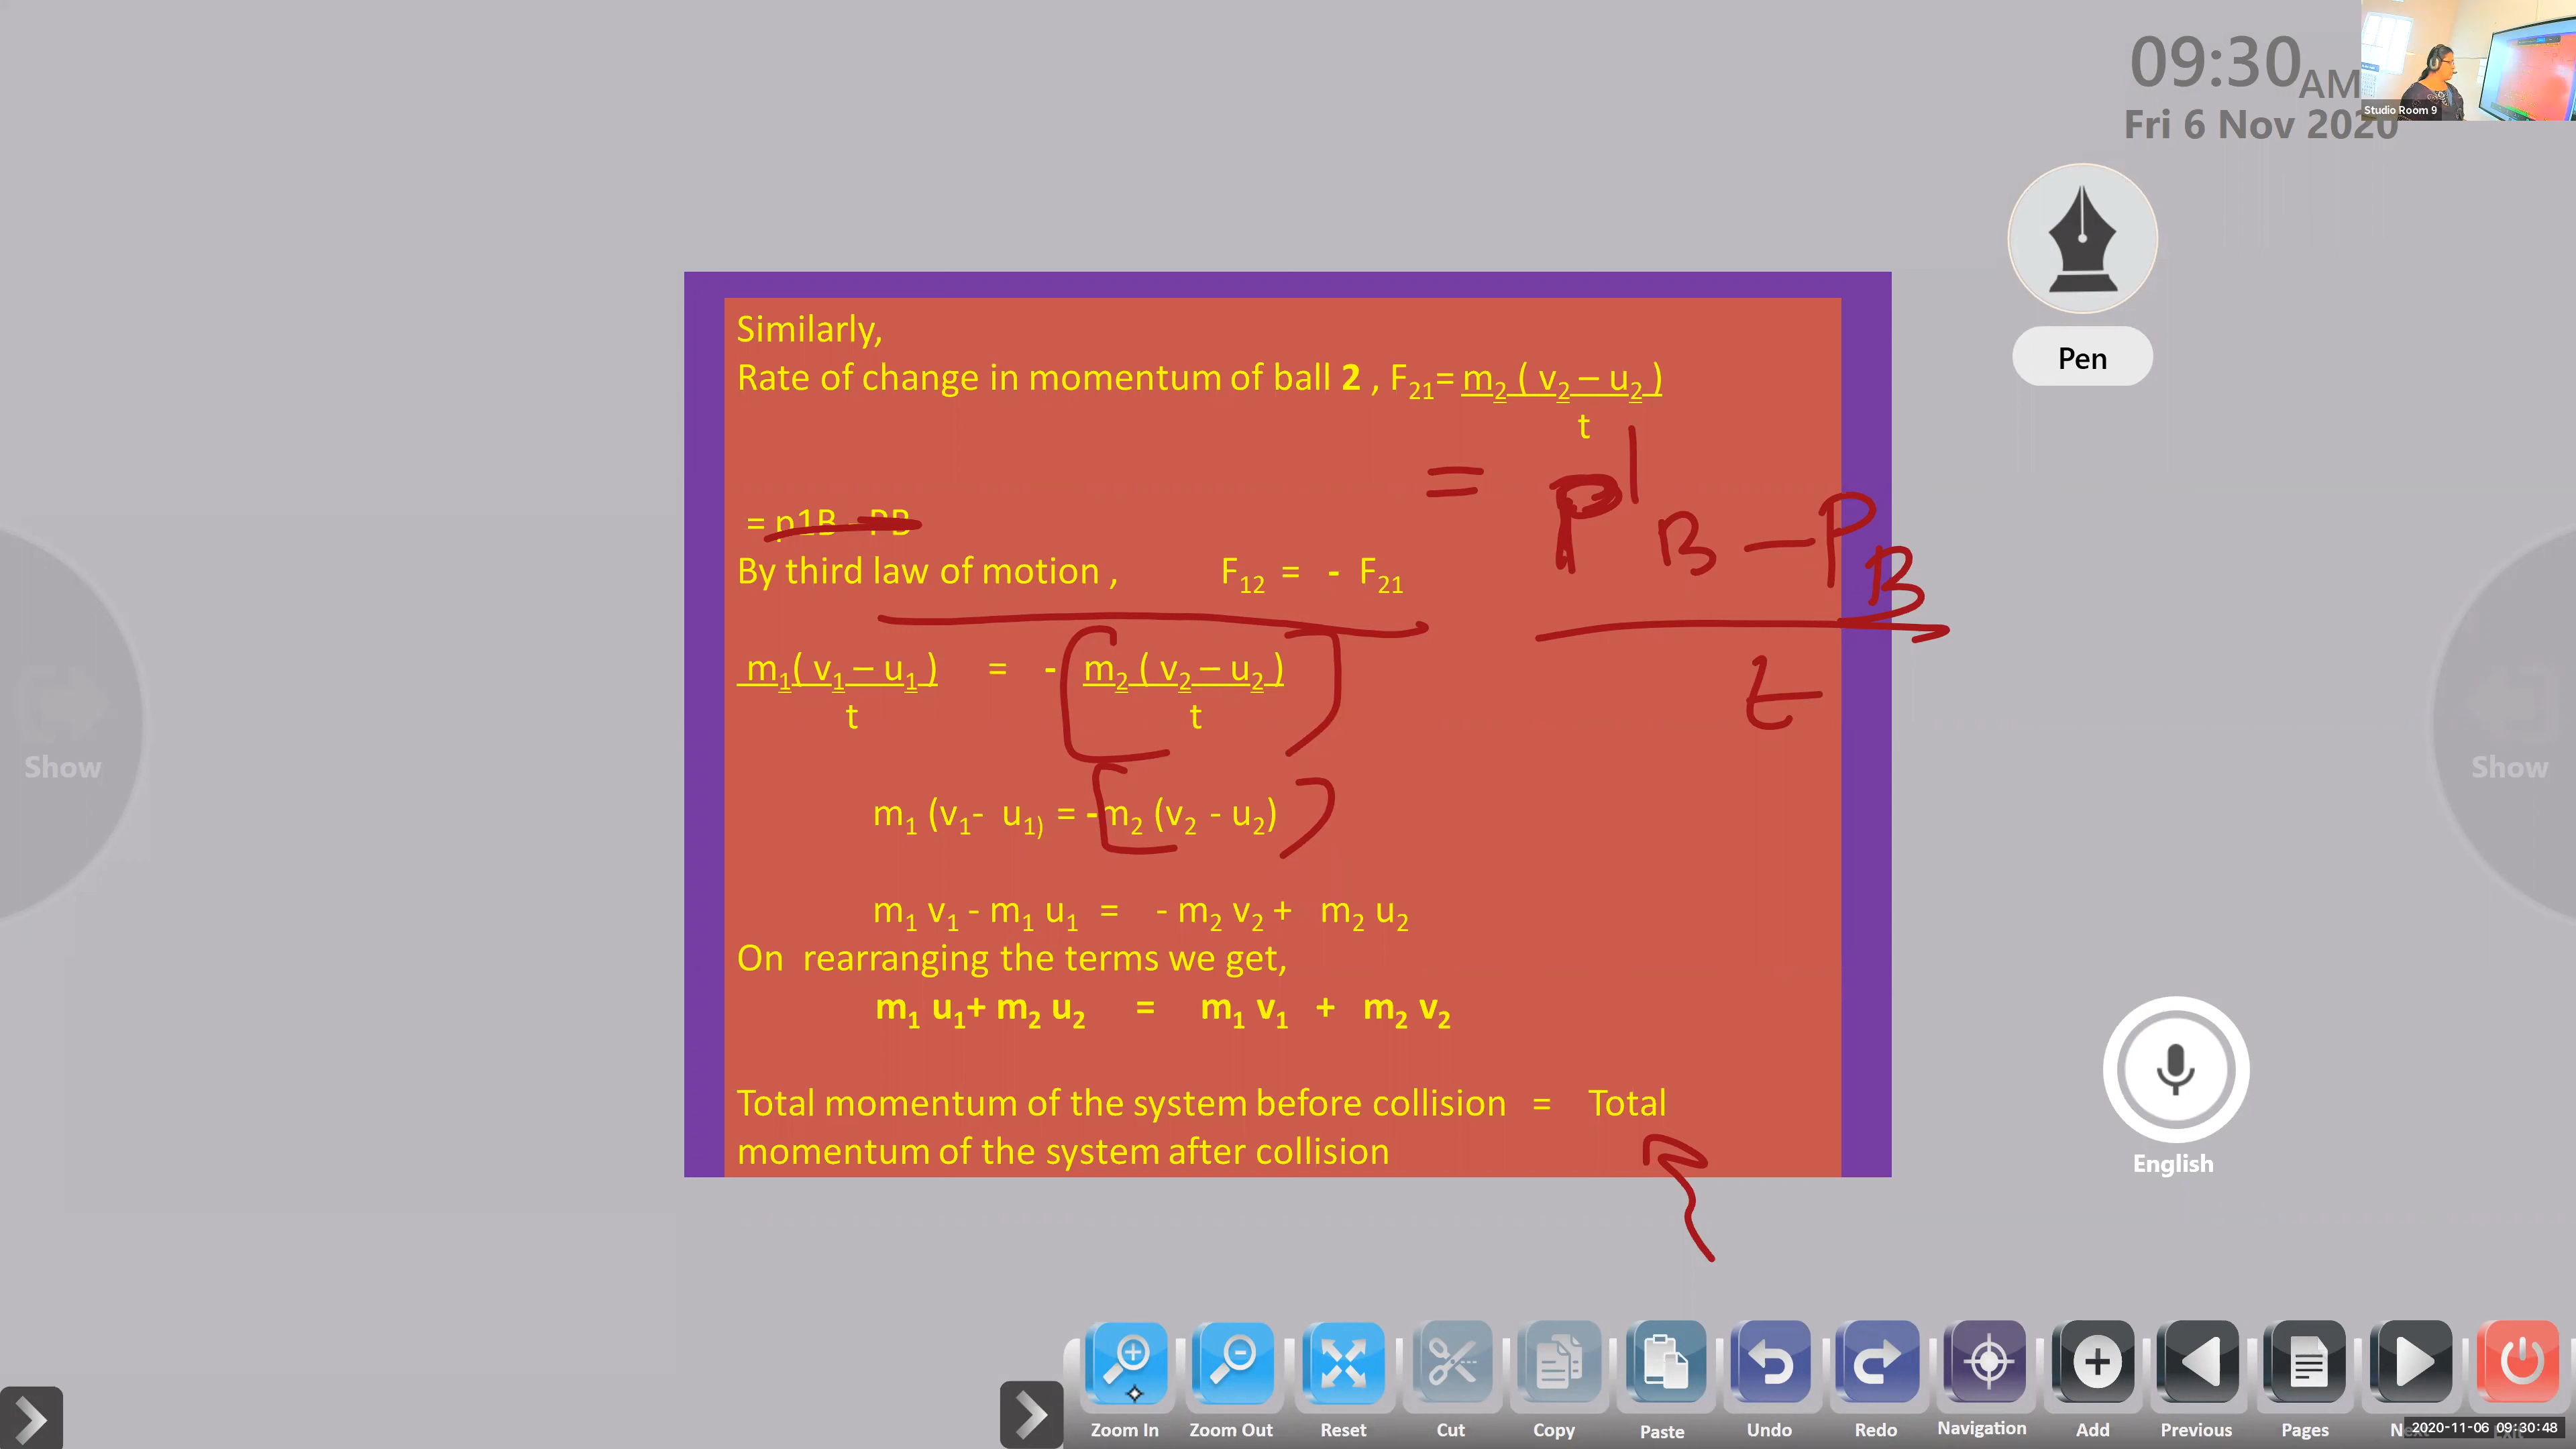 09:30 AM
Fri 6 Nov 2020
Studio Room 9
Pen
Similarly,
Rate of change in momentum of ball 2 , F21= m2 ( v2 – u2 )
t
= P'B – PB
t
= p1B - PB
By third law of motion , F12 = - F21
m1( v1 – u1 ) = - m2 ( v2 – u2 )
t t
m1 (v1- u1) = -m2 (v2 - u2)
m1 v1 - m1 u1 = - m2 v2 + m2 u2
On rearranging the terms we get,
m1 u1+ m2 u2 = m1 v1 + m2 v2
Total momentum of the system before collision = Total
momentum of the system after collision
Show
Show
English
Zoom In Zoom Out Reset Cut Copy Paste Undo Redo Navigation Add Previous Pages
2020-11-06 09:30:48